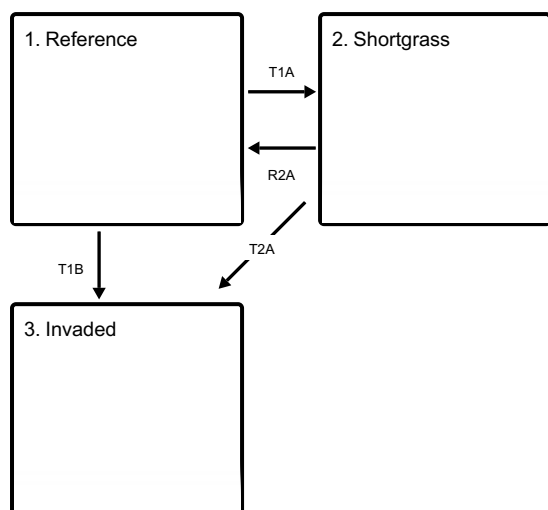 1. Reference
2. Shortgrass
T1A
R2A
T2A
T1B
3. Invaded